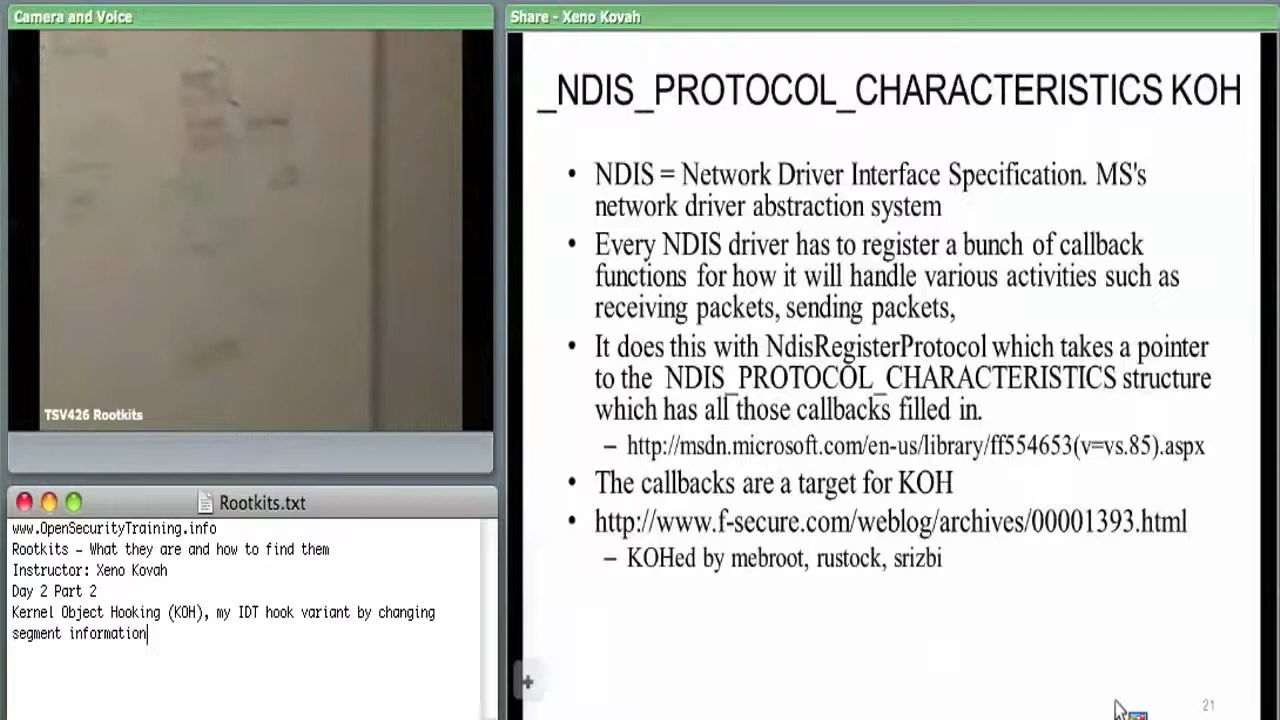 Camera and Voice
TSV426 Rootkits
Rootkits.txt
www.OpenSecurityTraining.info
Rootkits – What they are and how to find them
Instructor: Xeno Kovah
Day 2 Part 2
Kernel Object Hooking (KOH), my IDT hook variant by changing
segment information
Share - Xeno Kovah
_NDIS_PROTOCOL_CHARACTERISTICS KOH
• NDIS = Network Driver Interface Specification. MS's
network driver abstraction system
• Every NDIS driver has to register a bunch of callback
functions for how it will handle various activities such as
receiving packets, sending packets,
• It does this with NdisRegisterProtocol which takes a pointer
to the NDIS_PROTOCOL_CHARACTERISTICS structure
which has all those callbacks filled in.
– http://msdn.microsoft.com/en-us/library/ff554653(v=vs.85).aspx
• The callbacks are a target for KOH
• http://www.f-secure.com/weblog/archives/00001393.html
– KOHed by mebroot, rustock, srizbi
21